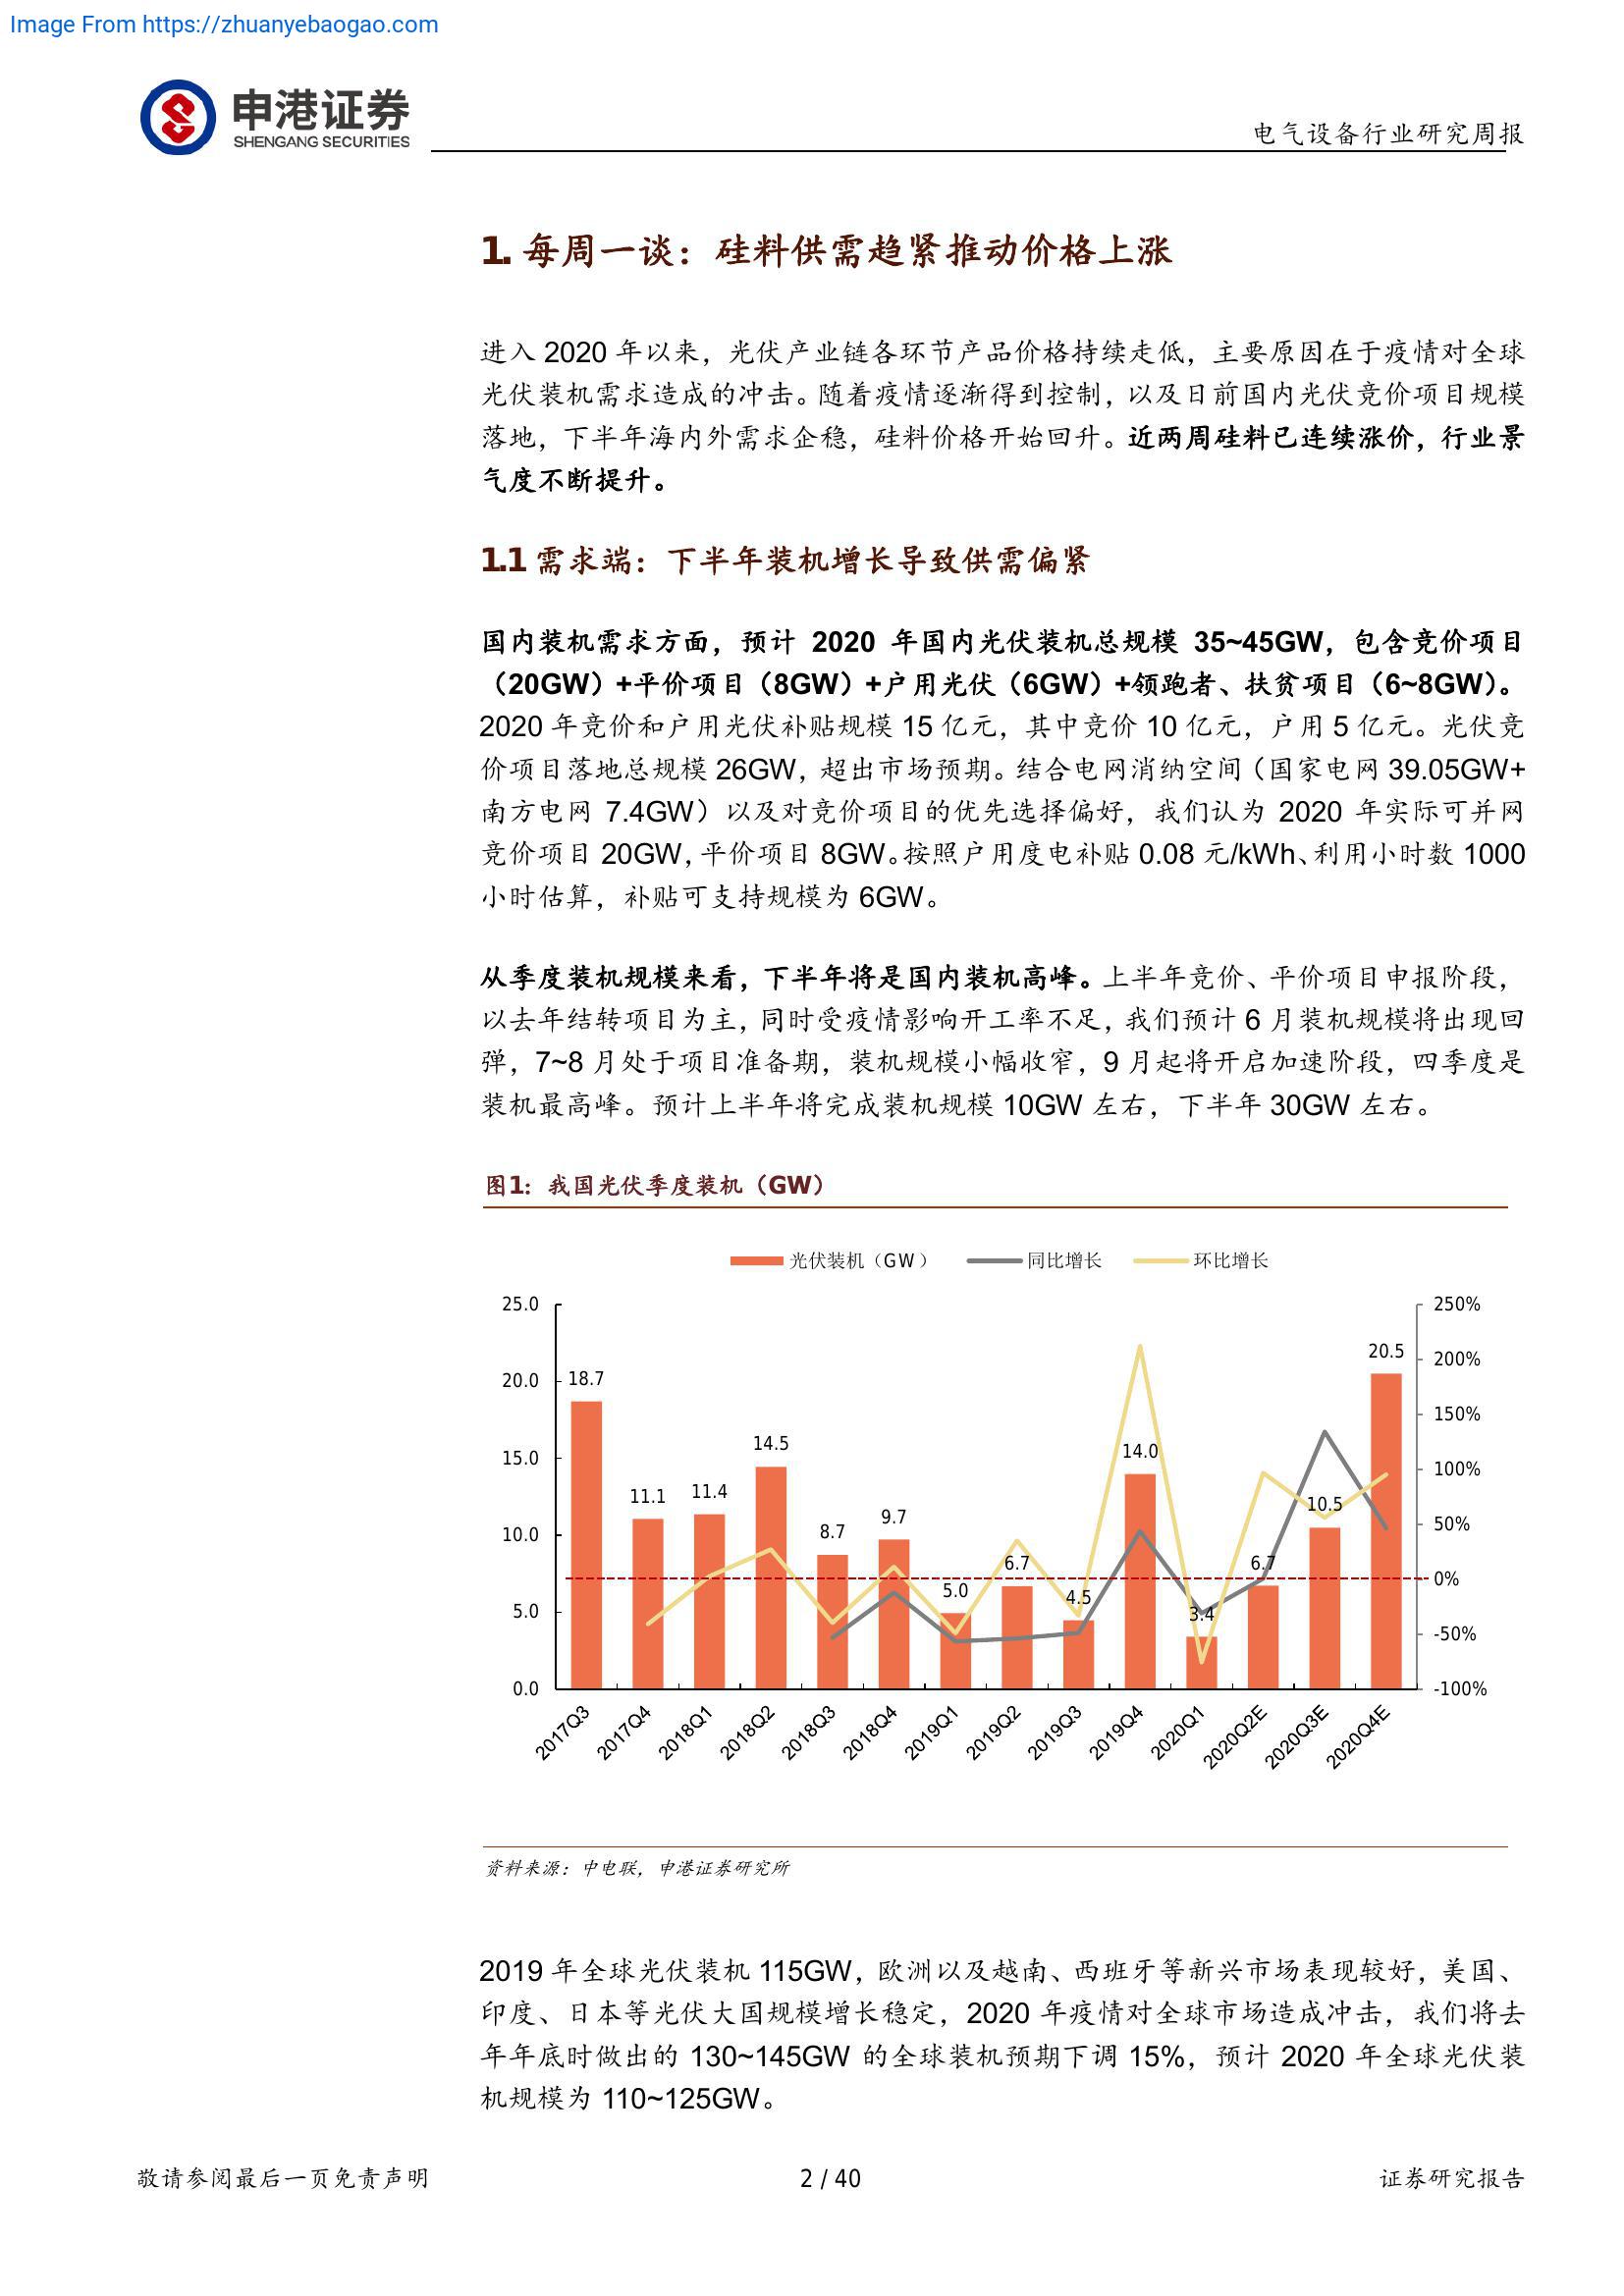 Image From https://zhuanyebaogao.com
申港证券
SHENGANG SECURITIES
电气设备行业研究周报
1. 每周一谈：硅料供需趋紧推动价格上涨
进入 2020 年以来，光伏产业链各环节产品价格持续走低，主要原因在于疫情对全球
光伏装机需求造成的冲击。随着疫情逐渐得到控制，以及日前国内光伏竞价项目规模
落地，下半年海内外需求企稳，硅料价格开始回升。近两周硅料已连续涨价，行业景
气度不断提升。
1.1 需求端：下半年装机增长导致供需偏紧
国内装机需求方面，预计 2020 年国内光伏装机总规模 35~45GW，包含竞价项目
（20GW）+平价项目（8GW）+户用光伏（6GW）+领跑者、扶贫项目（6~8GW）。
2020 年竞价和户用光伏补贴规模 15 亿元，其中竞价 10 亿元，户用 5 亿元。光伏竞
价项目落地总规模 26GW，超出市场预期。结合电网消纳空间（国家电网 39.05GW+
南方电网 7.4GW）以及对竞价项目的优先选择偏好，我们认为 2020 年实际可并网
竞价项目 20GW，平价项目 8GW。按照户用度电补贴 0.08 元/kWh、利用小时数 1000
小时估算，补贴可支持规模为 6GW。
从季度装机规模来看，下半年将是国内装机高峰。上半年竞价、平价项目申报阶段，
以去年结转项目为主，同时受疫情影响开工率不足，我们预计 6 月装机规模将出现回
弹，7~8 月处于项目准备期，装机规模小幅收窄，9 月起将开启加速阶段，四季度是
装机最高峰。预计上半年将完成装机规模 10GW 左右，下半年 30GW 左右。
图1：我国光伏季度装机（GW）
光伏装机（GW） 同比增长 环比增长
25.0
20.0
15.0
10.0
5.0
0.0
18.7
11.1
11.4
14.5
8.7
9.7
5.0
6.7
4.5
14.0
3.4
6.7
10.5
20.5
250%
200%
150%
100%
50%
0%
-50%
-100%
2017Q3
2017Q4
2018Q1
2018Q2
2018Q3
2018Q4
2019Q1
2019Q2
2019Q3
2019Q4
2020Q1
2020Q2E
2020Q3E
2020Q4E
资料来源：中电联，申港证券研究所
2019 年全球光伏装机 115GW，欧洲以及越南、西班牙等新兴市场表现较好，美国、
印度、日本等光伏大国规模增长稳定，2020 年疫情对全球市场造成冲击，我们将去
年年底时做出的 130~145GW 的全球装机预期下调 15%，预计 2020 年全球光伏装
机规模为 110~125GW。
敬请参阅最后一页免责声明
2 / 40
证券研究报告